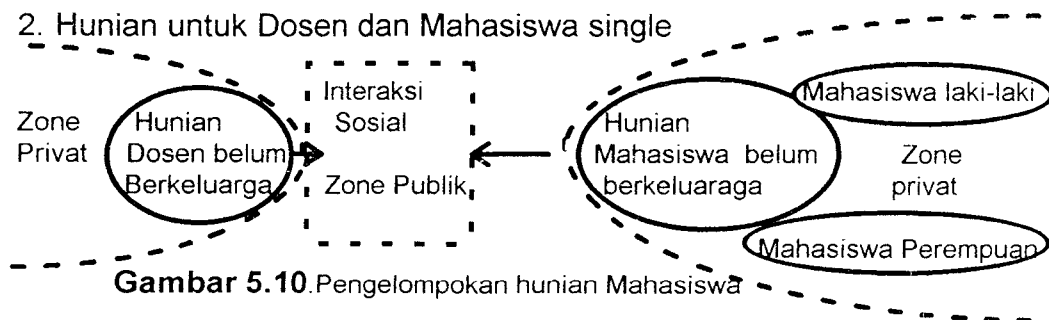 2. Hunian untuk Dosen dan Mahasiswa single
Zone
Privat
Hunian
Dosen belum
Berkeluarga
Interaksi
Sosial
Zone Publik
Hunian
Mahasiswa belum
berkeluaraga
Mahasiswa laki-laki
Zone
privat
Mahasiswa Perempuan
Gambar 5.10.Pengelompokan hunian Mahasiswa